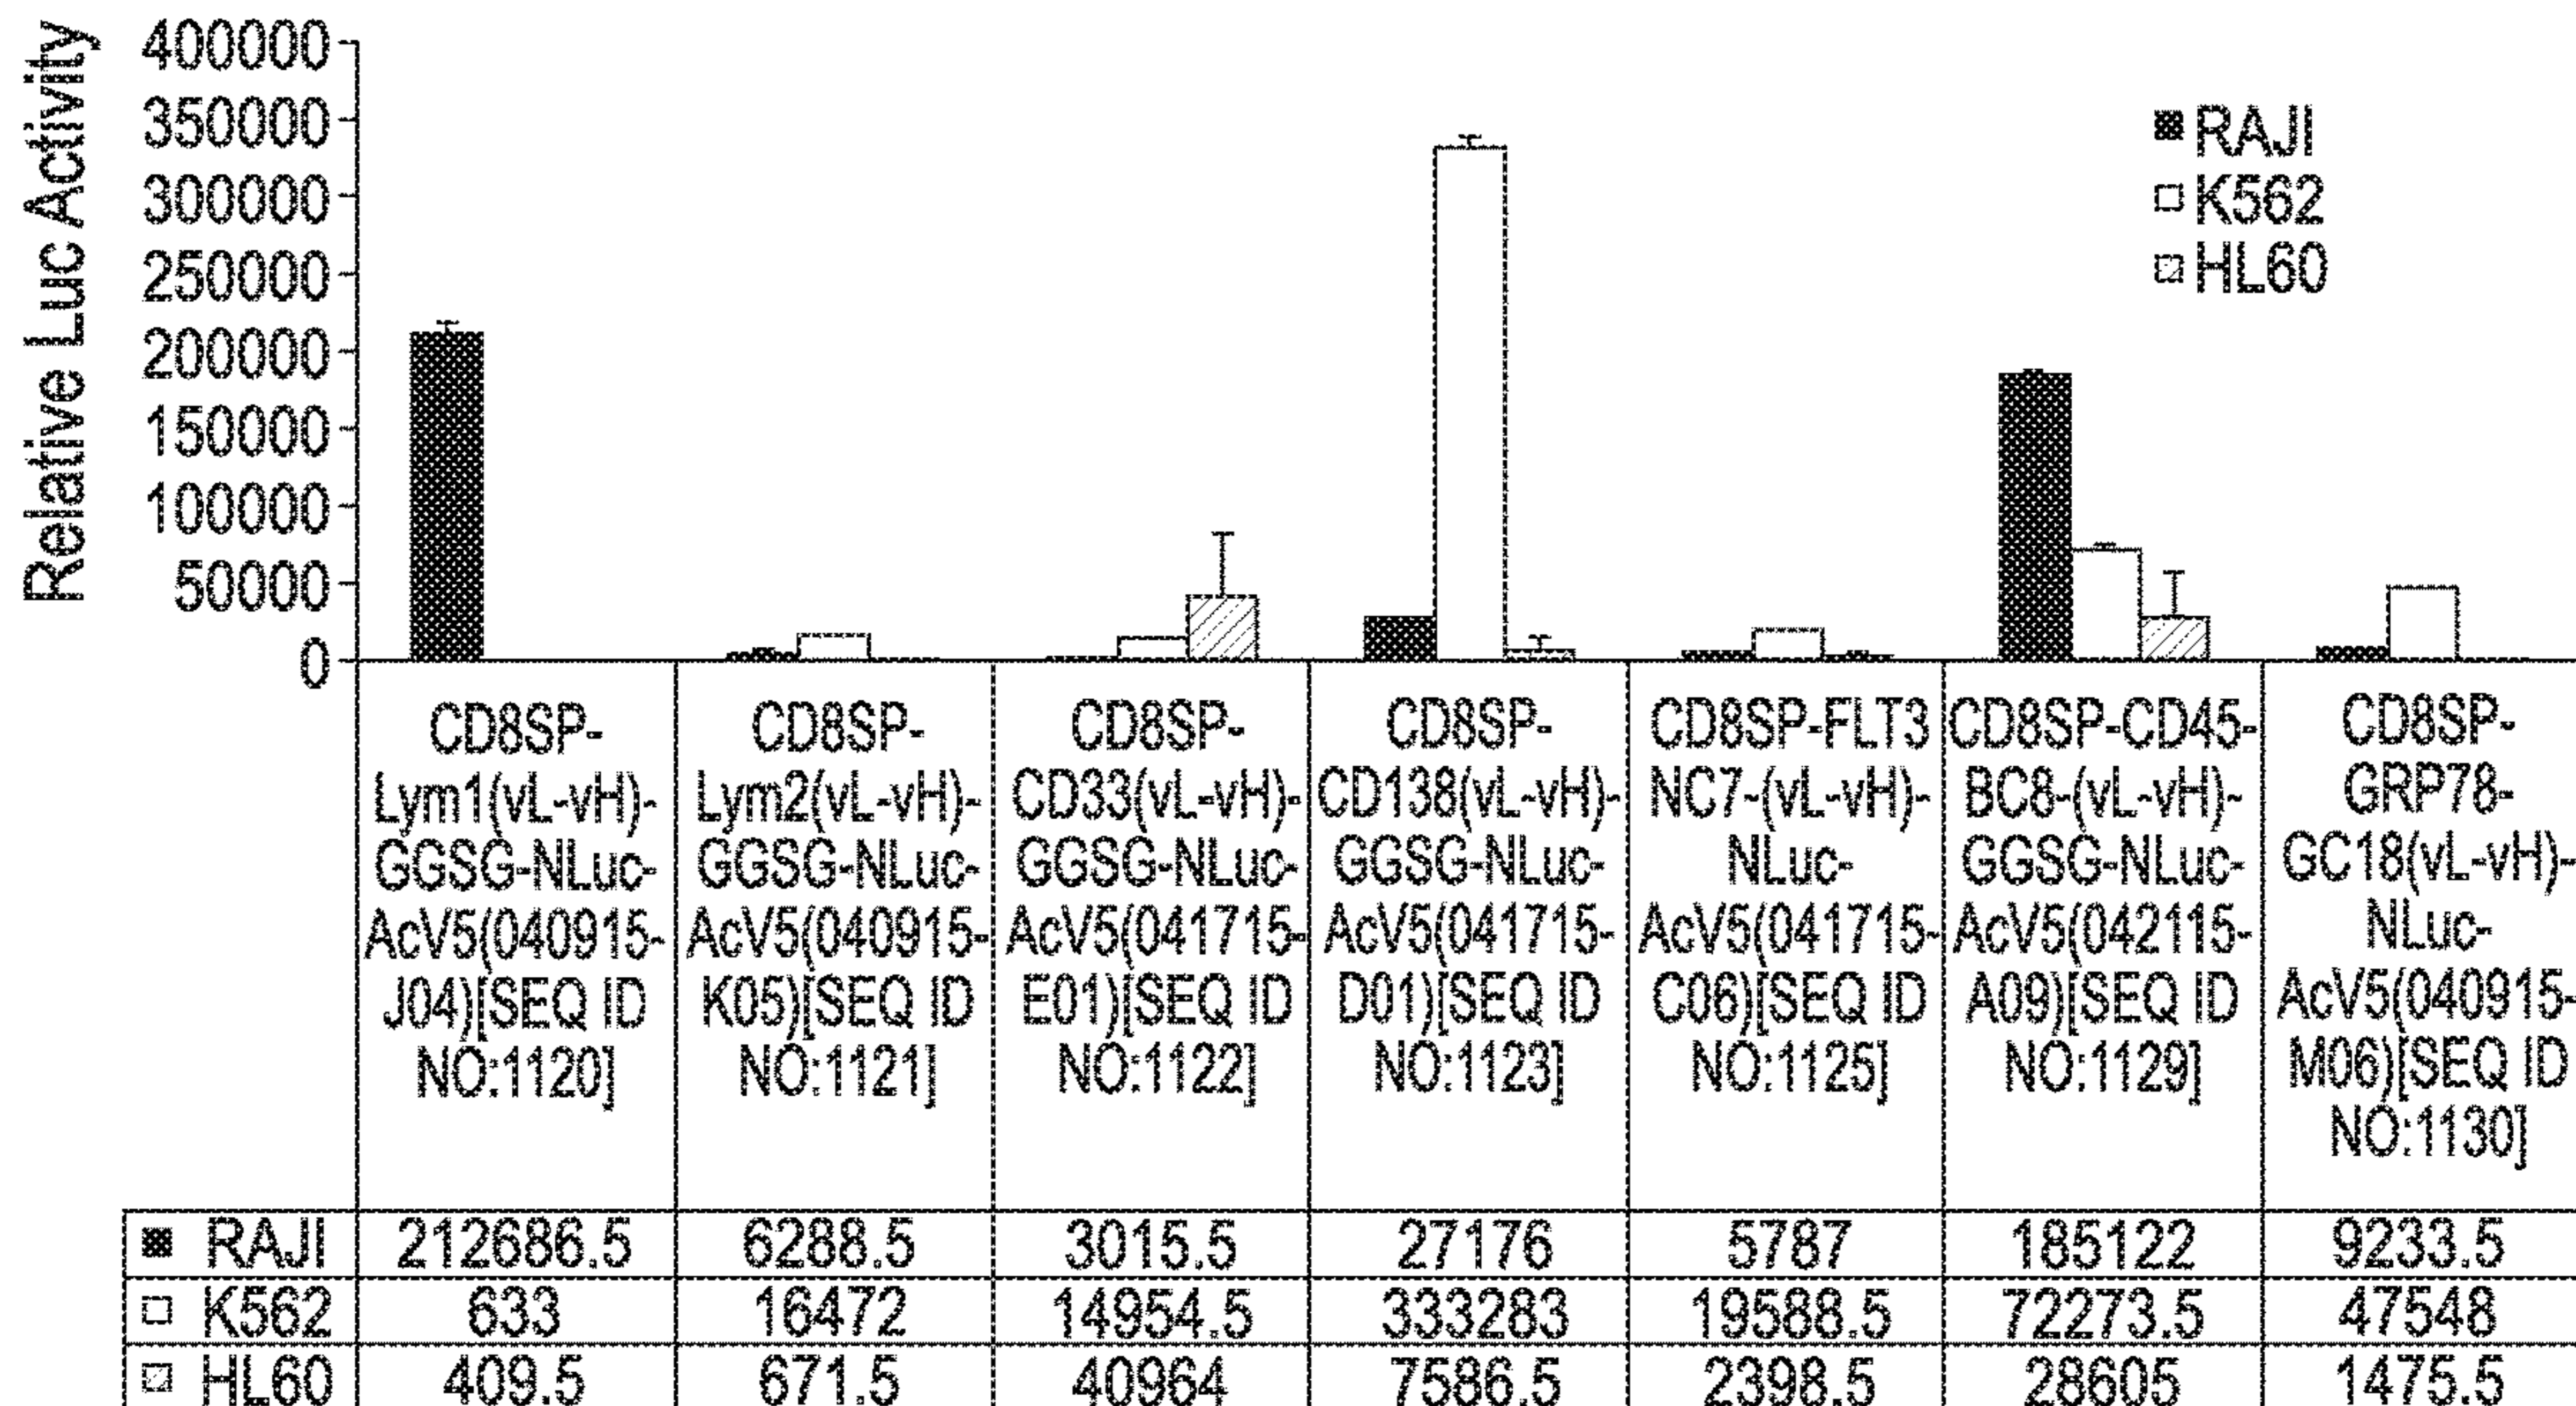 Relative Luc Activity
400000
350000
300000
250000
200000
150000
100000
50000
0
RAJI
K562
HL60
CD8SP-
Lym1(vL-vH)-
GGSG-NLuc-
AcV5(040915-
J04)[SEQ ID
NO:1120]
CD8SP-
Lym2(vL-vH)-
GGSG-NLuc-
AcV5(040915-
K05)[SEQ ID
NO:1121]
CD8SP-
CD33(vL-vH)-
GGSG-NLuc-
AcV5(041715-
E01)[SEQ ID
NO:1122]
CD8SP-
CD138(vL-vH)-
GGSG-NLuc-
AcV5(041715-
D01)[SEQ ID
NO:1123]
CD8SP-FLT3
NC7-(vL-vH)-
NLuc-
AcV5(041715-
C06)[SEQ ID
NO:1125]
CD8SP-CD45-
BC8-(vL-vH)-
GGSG-NLuc-
AcV5(042115-
A09)[SEQ ID
NO:1129]
CD8SP-
GRP78-
GC18(vL-vH)-
NLuc-
AcV5(040915-
M06)[SEQ ID
NO:1130]
RAJI 212686.5 6288.5 3015.5 27176 5787 185122 9233.5
K562 633 16472 14954.5 333283 19588.5 72273.5 47548
HL60 409.5 671.5 40964 7586.5 2398.5 28605 1475.5